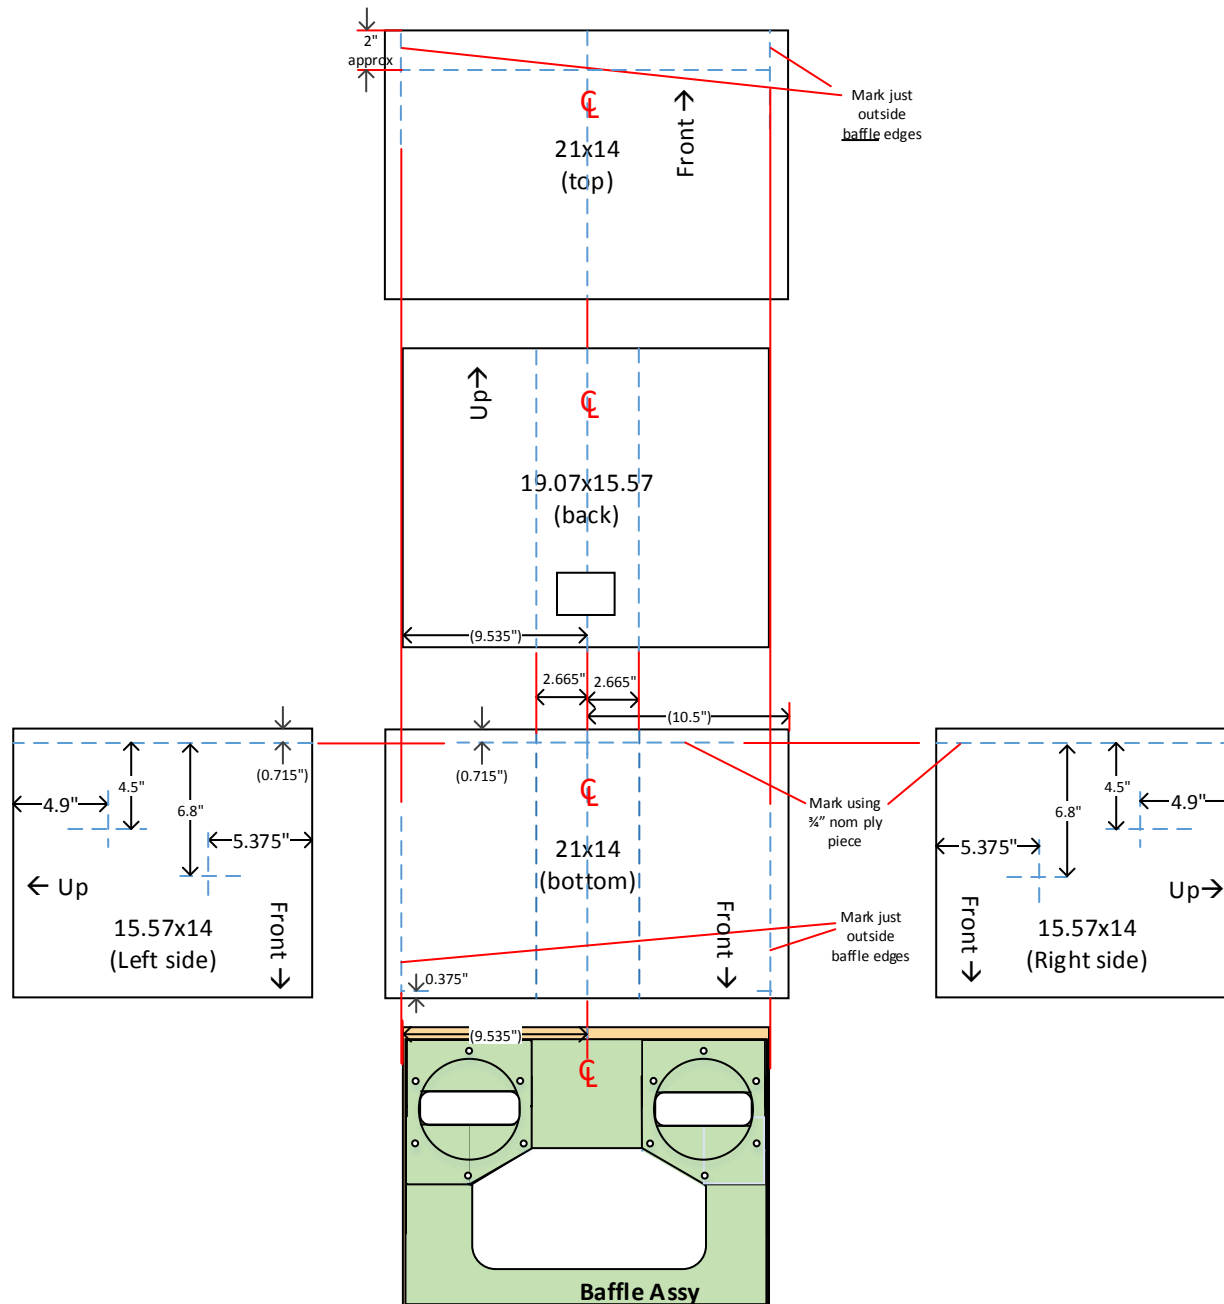 2"
approx
Mark just
outside
baffle edges
℄
Front →
21x14
(top)
Up→
℄
19.07x15.57
(back)
(9.535")
2.665"
2.665"
(10.5")
(0.715")
4.5"
6.8"
4.9"
5.375"
← Up
Front →
15.57x14
(Left side)
(0.715")
℄
21x14
(bottom)
Front →
0.375"
Mark using
¾” nom ply
piece
Mark just
outside
baffle edges
6.8"
4.5"
4.9"
5.375"
Up→
Front →
15.57x14
(Right side)
(9.535")
℄
Baffle Assy